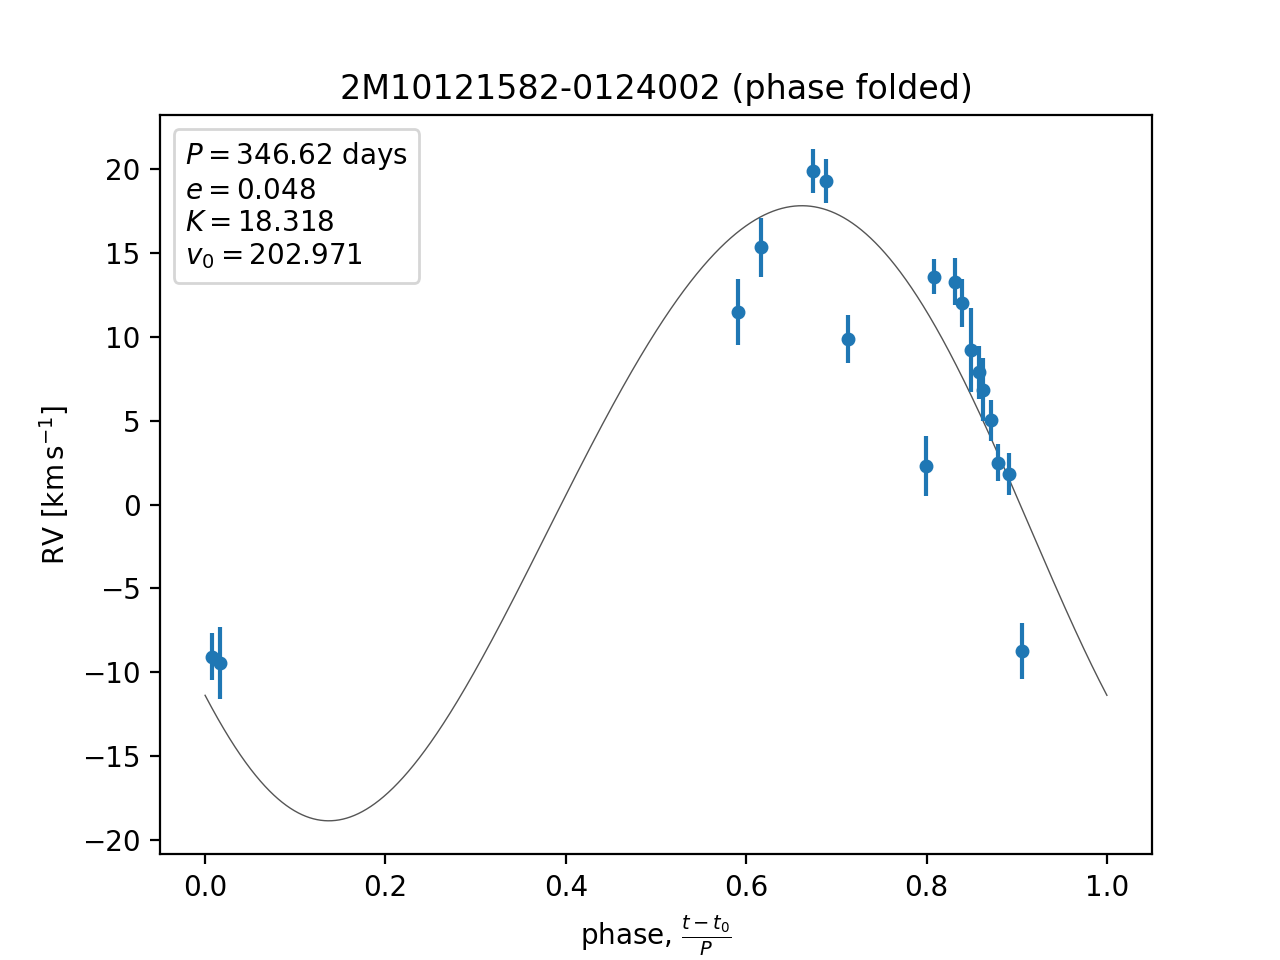 2M10121582-0124002 (phase folded)
P = 346.62 days
e = 0.048
K = 18.318
v₀ = 202.971
20
15
10
5
0
−5
−10
−15
−20
RV [km s⁻¹]
0.0 0.2 0.4 0.6 0.8 1.0
phase, (t − t₀)/P